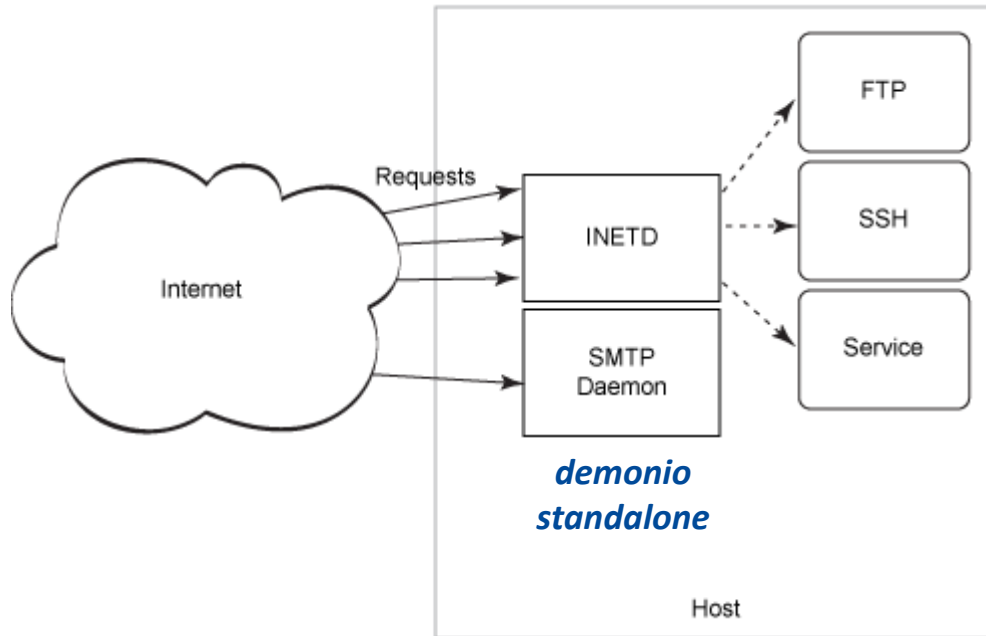 FTP
Requests
INETD
SSH
Internet
Service
SMTP
Daemon
demonio
standalone
Host